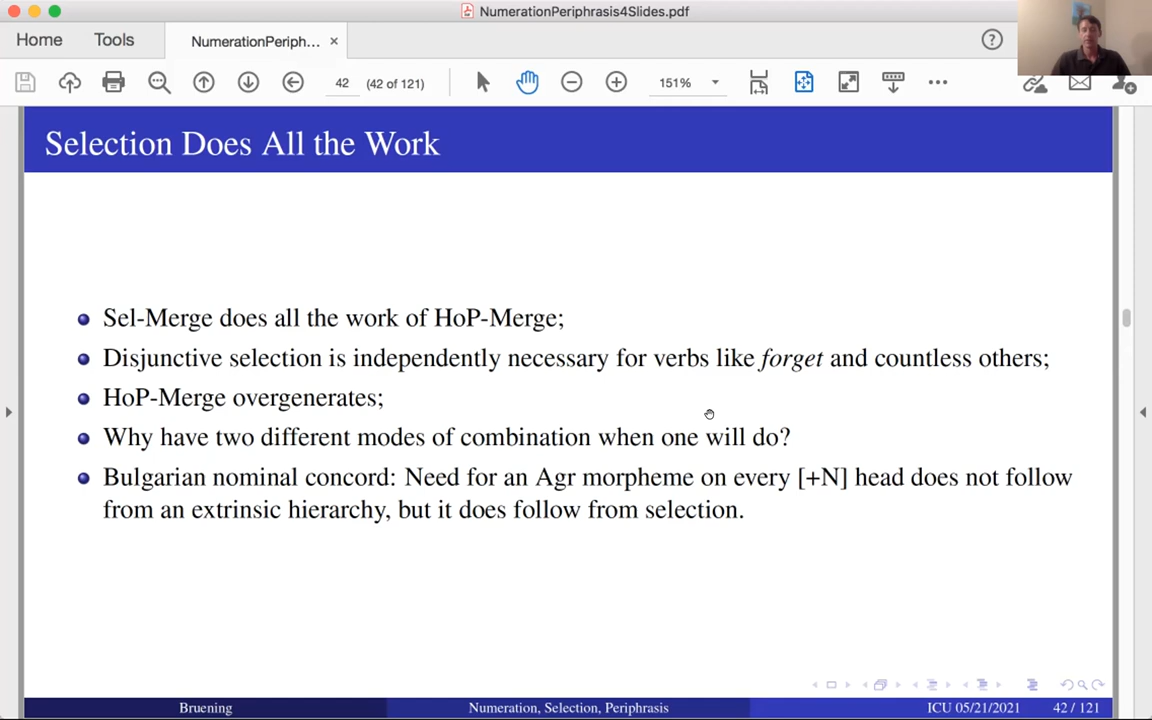 NumerationPeriphrasis4Slides.pdf
Home Tools NumerationPeriph... ×
42 (42 of 121) 151%
Selection Does All the Work
Sel-Merge does all the work of HoP-Merge;
Disjunctive selection is independently necessary for verbs like forget and countless others;
HoP-Merge overgenerates;
Why have two different modes of combination when one will do?
Bulgarian nominal concord: Need for an Agr morpheme on every [+N] head does not follow
from an extrinsic hierarchy, but it does follow from selection.
Bruening Numeration, Selection, Periphrasis ICU 05/21/2021 42 / 121